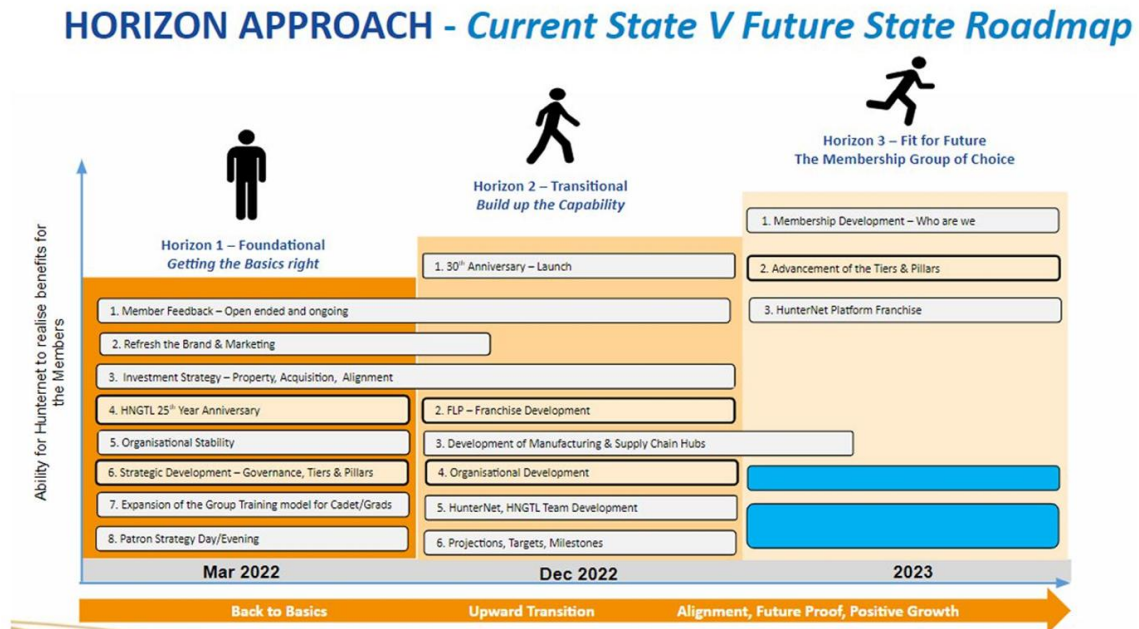 HORIZON APPROACH - Current State V Future State Roadmap
Horizon 3 – Fit for Future
The Membership Group of Choice
Horizon 2 – Transitional
Build up the Capability
Horizon 1 – Foundational
Getting the Basics right
Ability for Hunternet to realise benefits for
the Members
1. Member Feedback – Open ended and ongoing
2. Refresh the Brand & Marketing
3. Investment Strategy – Property, Acquisition, Alignment
4. HNGTL 25th Year Anniversary
5. Organisational Stability
6. Strategic Development – Governance, Tiers & Pillars
7. Expansion of the Group Training model for Cadet/Grads
8. Patron Strategy Day/Evening
1. 30th Anniversary – Launch
2. FLP – Franchise Development
3. Development of Manufacturing & Supply Chain Hubs
4. Organisational Development
5. HunterNet, HNGTL Team Development
6. Projections, Targets, Milestones
1. Membership Development – Who are we
2. Advancement of the Tiers & Pillars
3. HunterNet Platform Franchise
Mar 2022
Dec 2022
2023
Back to Basics
Upward Transition
Alignment, Future Proof, Positive Growth